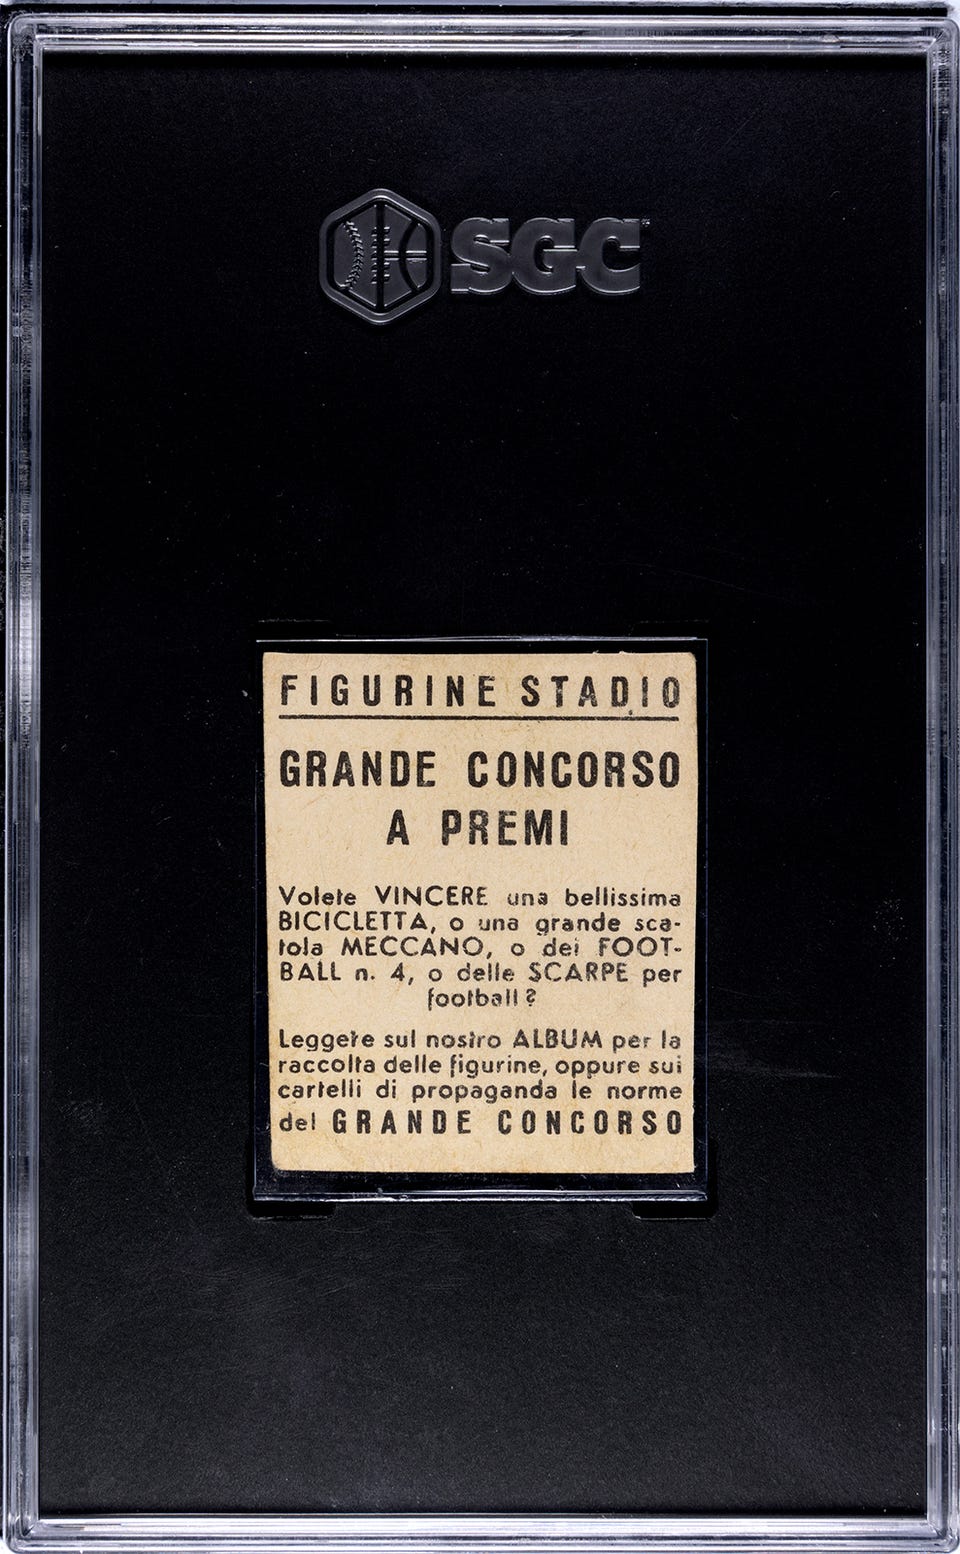 SGC
FIGURINE STADIO
GRANDE CONCORSO
A PREMI
Volete VINCERE una bellissima
BICICLETTA, o una grande sca-
tola MECCANO, o dei FOOT-
BALL n. 4, o delle SCARPE per
football?
Leggete sul nostro ALBUM per la
raccolta delle figurine, oppure sui
cartelli di propaganda le norme
del GRANDE CONCORSO